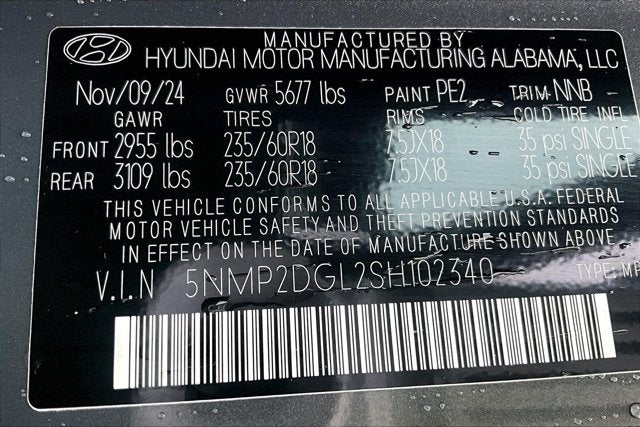 MANUFACTURED BY
HYUNDAI MOTOR MANUFACTURING ALABAMA, LLC
Nov/09/24 GVWR 5677 lbs PAINT PE2 TRIM NNB
GAWR TIRES RIMS COLD TIRE INFL
FRONT 2955 lbs 235/60R18 7.5JX18 35 psi SINGLE
REAR 3109 lbs 235/60R18 7.5JX18 35 psi SINGLE
THIS VEHICLE CONFORMS TO ALL APPLICABLE U.S.A FEDERAL
MOTOR VEHICLE SAFETY AND THEFT PREVENTION STANDARDS
IN EFFECT ON THE DATE OF MANUFACTURE SHOWN ABOVE
V.I.N 5NMP2DGL2SH102340 TYPE:MP